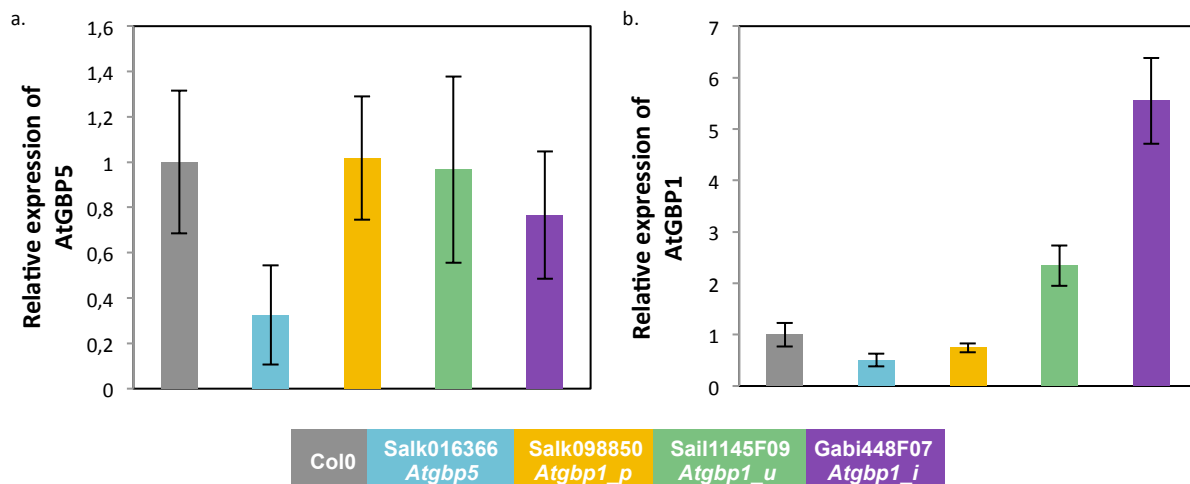 a.
Relative expression of
AtGBP5
1,6
1,4
1,2
1
0,8
0,6
0,4
0,2
0
b.
Relative expression of
AtGBP1
7
6
5
4
3
2
1
0
Col0
Salk016366
Atgbp5
Salk098850
Atgbp1_p
Sail1145F09
Atgbp1_u
Gabi448F07
Atgbp1_i